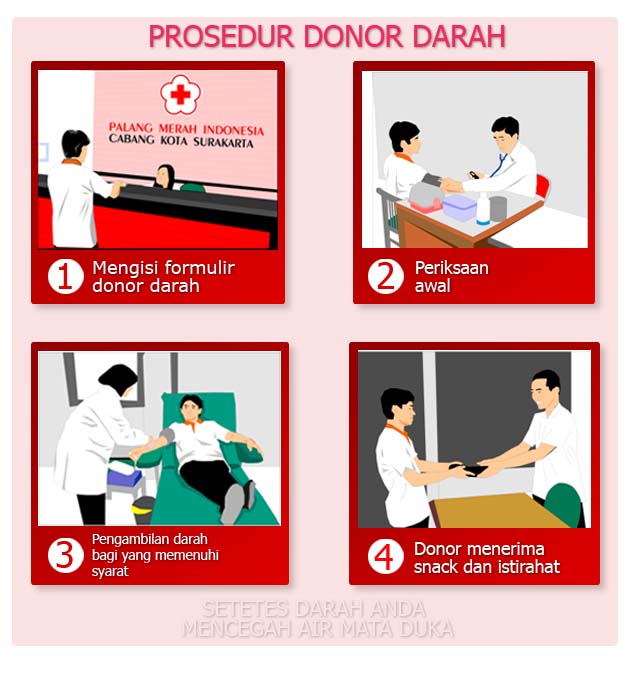 PROSEDUR DONOR DARAH
PALANG MERAH INDONESIA
CABANG KOTA SURAKARTA
1 Mengisi formulir
donor darah
2 Periksaan
awal
3 Pengambilan darah
bagi yang memenuhi
syarat
4 Donor menerima
snack dan istirahat
SETETES DARAH ANDA
MENCEGAH AIR MATA DUKA